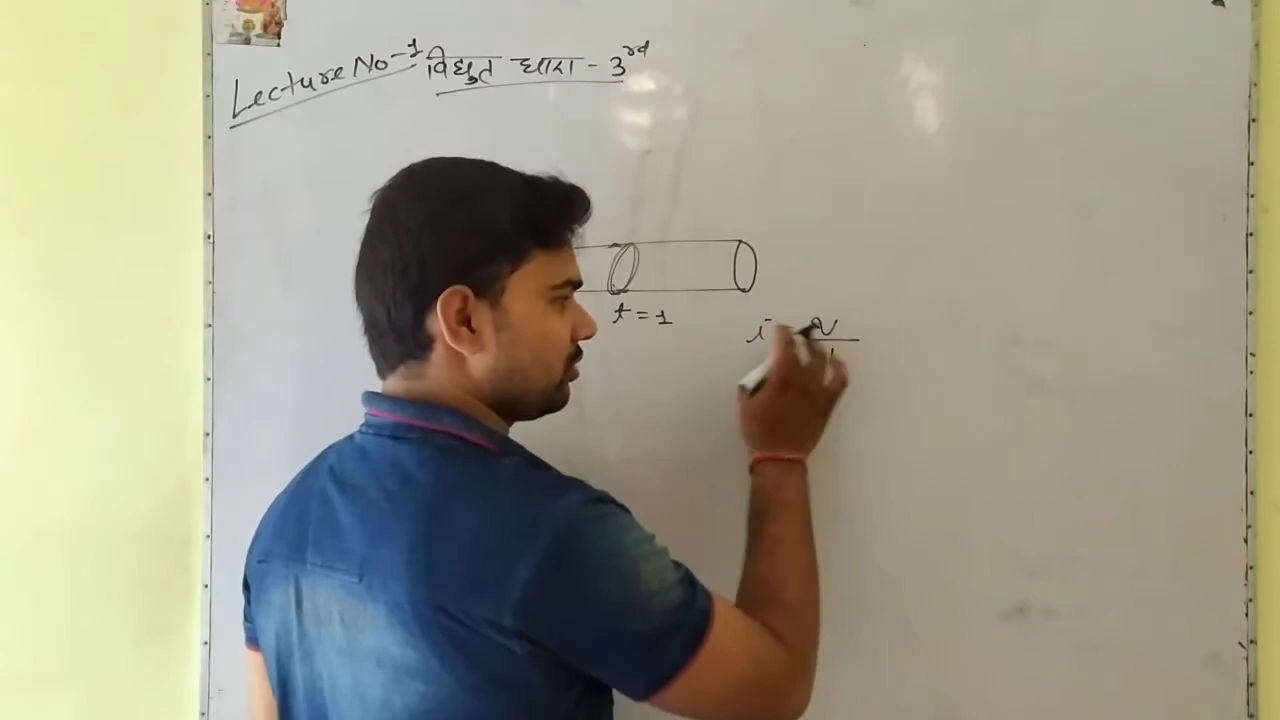 Lecture No-1 विधुत धारा - 3rd
t = 1
i =